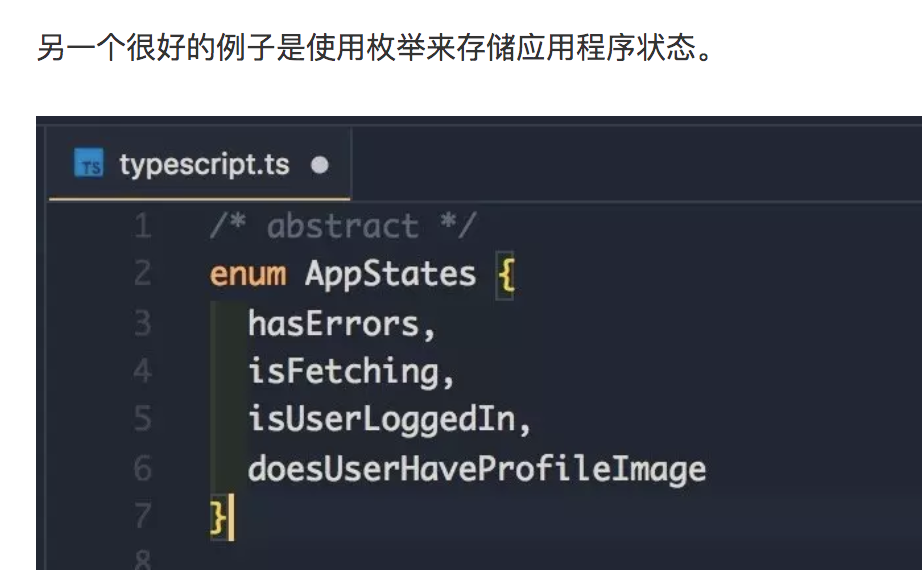 另一个很好的例子是使用枚举来存储应用程序状态。
TS typescript.ts
1 /* abstract */
2 enum AppStates {
3 hasErrors,
4 isFetching,
5 isUserLoggedIn,
6 doesUserHaveProfileImage
7 }
8